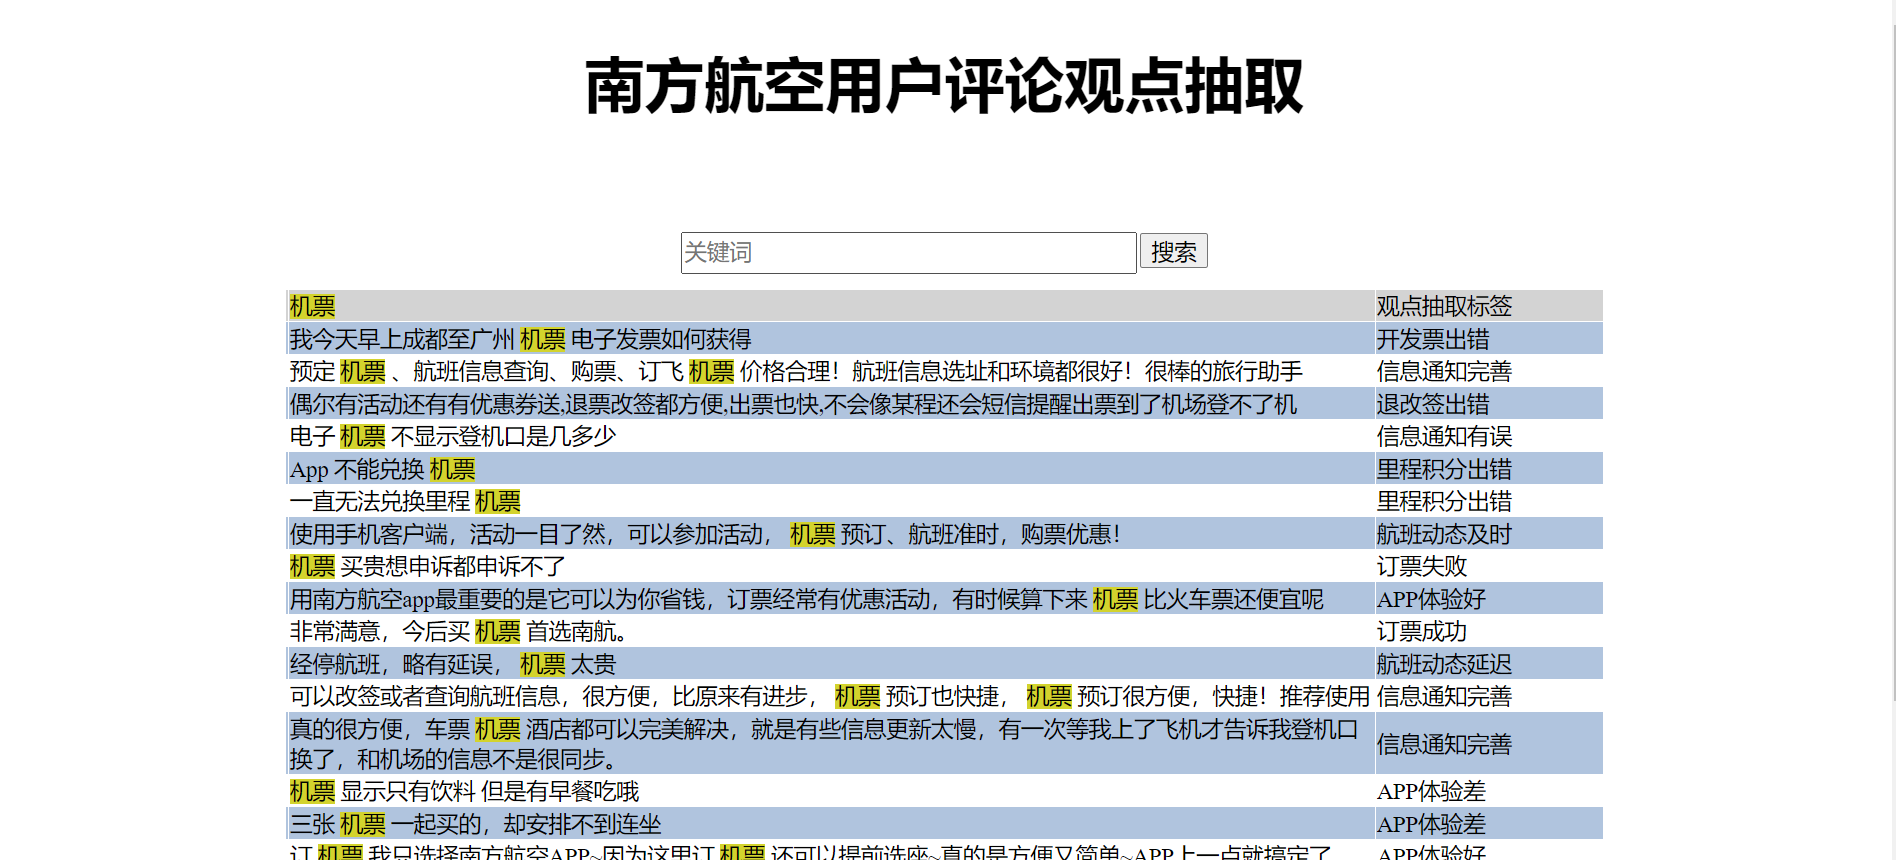 南方航空用户评论观点抽取
关键词 搜索
机票 观点抽取标签
我今天早上成都至广州 机票 电子发票如何获得 开发票出错
预定 机票 、航班信息查询、购票、订飞 机票 价格合理！航班信息选址和环境都很好！很棒的旅行助手 信息通知完善
偶尔有活动还有有优惠券送,退票改签都方便,出票也快,不会像某程还会短信提醒出票到了机场登不了机 退改签出错
电子 机票 不显示登机口是几多少 信息通知有误
App 不能兑换 机票 里程积分出错
一直无法兑换里程 机票 里程积分出错
使用手机客户端，活动一目了然，可以参加活动， 机票 预订、航班准时，购票优惠！ 航班动态及时
机票 买贵想申诉都申诉不了 订票失败
用南方航空app最重要的是它可以为你省钱，订票经常有优惠活动，有时候算下来 机票 比火车票还便宜呢 APP体验好
非常满意，今后买 机票 首选南航。 订票成功
经停航班，略有延误， 机票 太贵 航班动态延迟
可以改签或者查询航班信息，很方便，比原来有进步， 机票 预订也快捷， 机票 预订很方便，快捷！推荐使用 信息通知完善
真的很方便，车票 机票 酒店都可以完美解决，就是有些信息更新太慢，有一次等我上了飞机才告诉我登机口
换了，和机场的信息不是很同步。 信息通知完善
机票 显示只有饮料 但是有早餐吃哦 APP体验差
三张 机票 一起买的，却安排不到连坐 APP体验差
订 机票 我只选择南方航空APP~因为这里订 机票 还可以提前选座~真的是方便又简单~APP上一点就搞定了 APP体验好